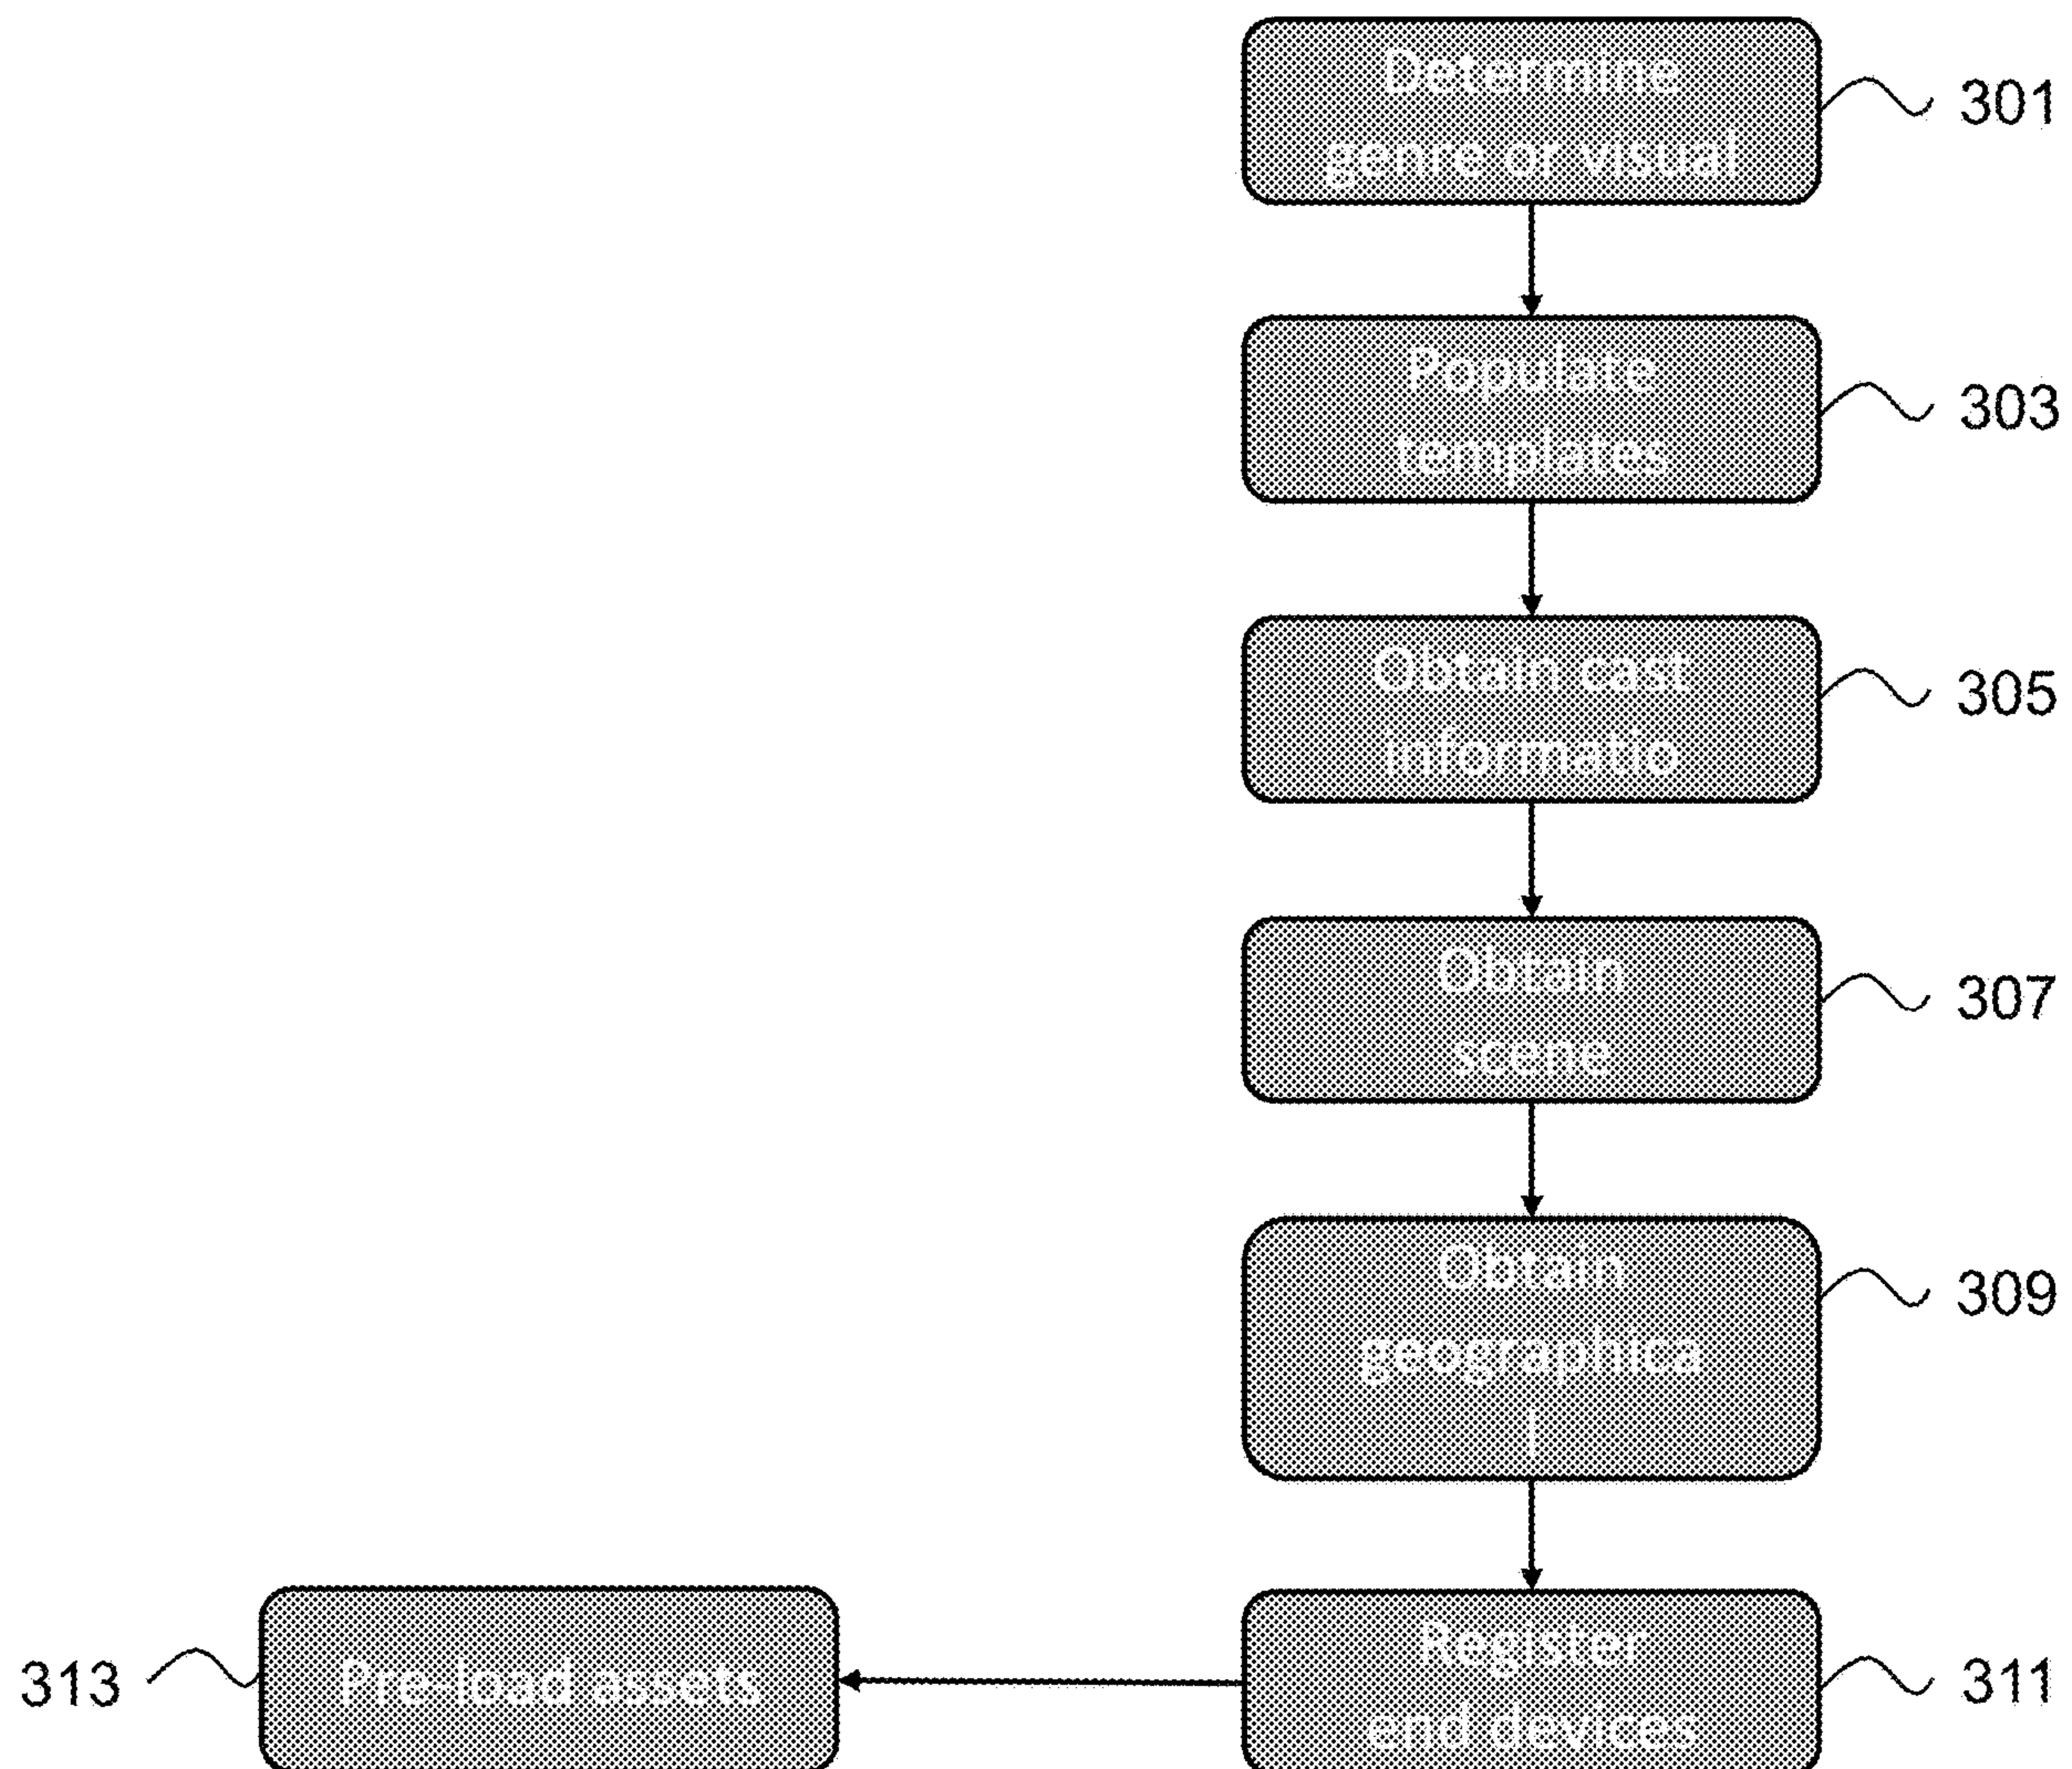 Determine
genre or visual
301
Populate
templates
303
Obtain cast
informatio
305
Obtain
scene
307
Obtain
geographica
l
309
Register
end devices
311
Pre-load assets
313